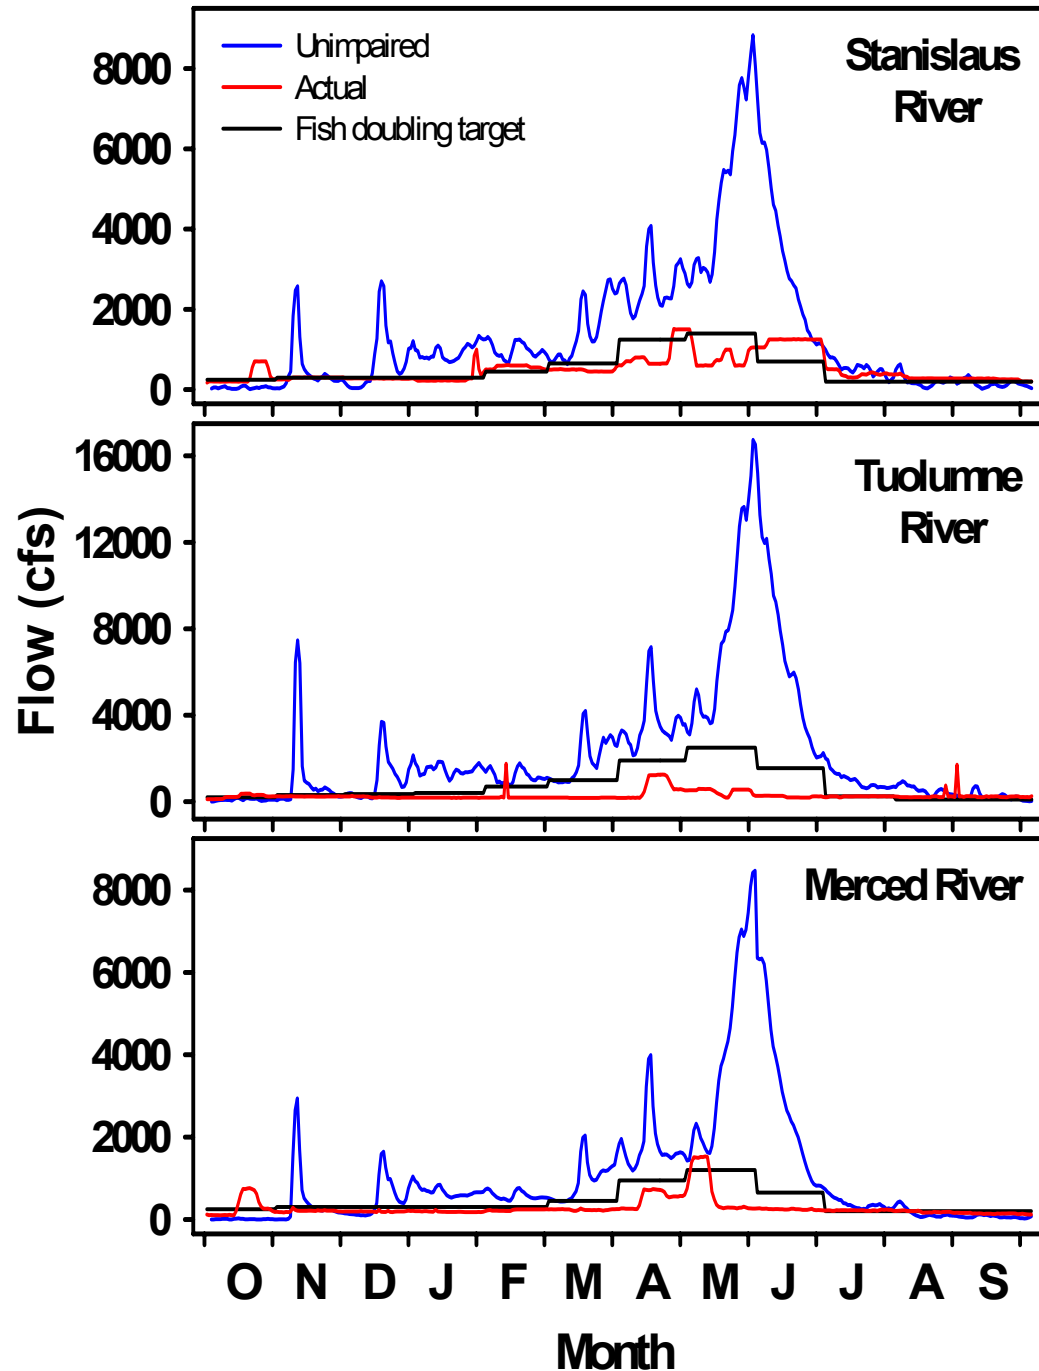 Unimpaired
Actual
Fish doubling target
Stanislaus
River
8000
6000
4000
2000
0
Tuolumne
River
16000
12000
8000
4000
0
Merced River
8000
6000
4000
2000
0
Flow (cfs)
O N D J F M A M J J A S
Month